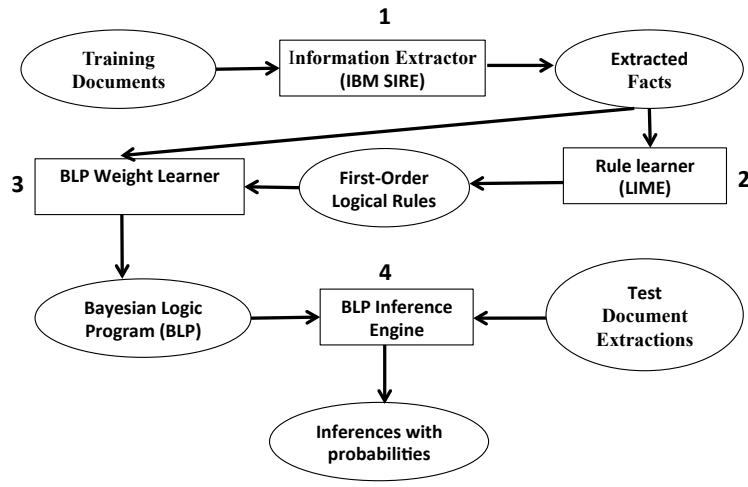 1
Training
Documents
Information Extractor
(IBM SIRE)
Extracted
Facts
3
BLP Weight Learner
First-Order
Logical Rules
Rule learner
(LIME)
2
4
Bayesian Logic
Program (BLP)
BLP Inference
Engine
Test
Document
Extractions
Inferences with
probabilities